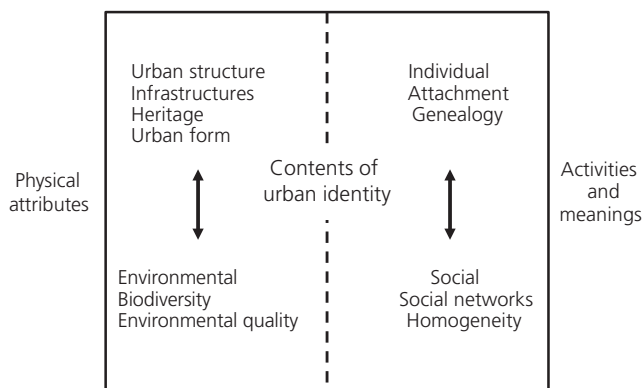 Urban structure
Infrastructures
Heritage
Urban form
Individual
Attachment
Genealogy
Physical
attributes
Contents of
urban identity
Activities
and
meanings
Environmental
Biodiversity
Environmental quality
Social
Social networks
Homogeneity